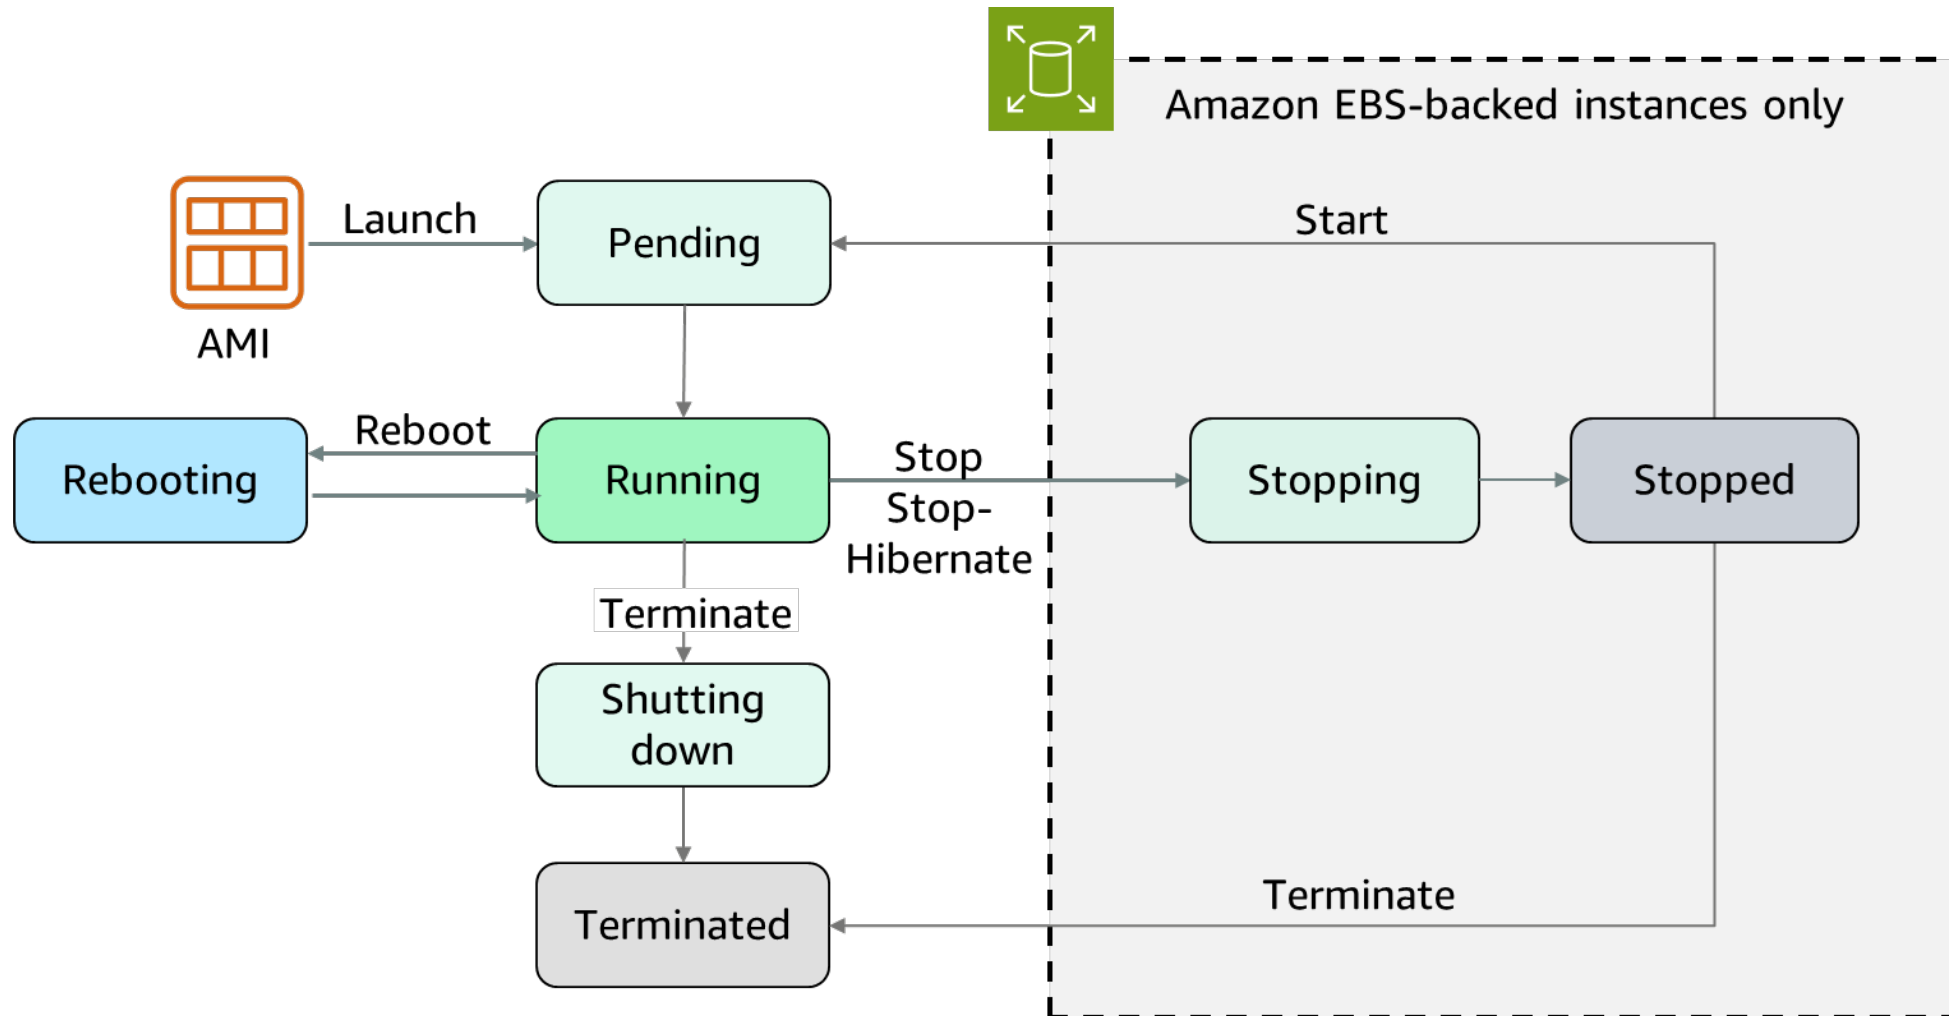 Amazon EBS-backed instances only
Launch
Pending
Start
AMI
Rebooting
Reboot
Running
Stop
Stop-
Hibernate
Stopping
Stopped
Terminate
Shutting
down
Terminated
Terminate